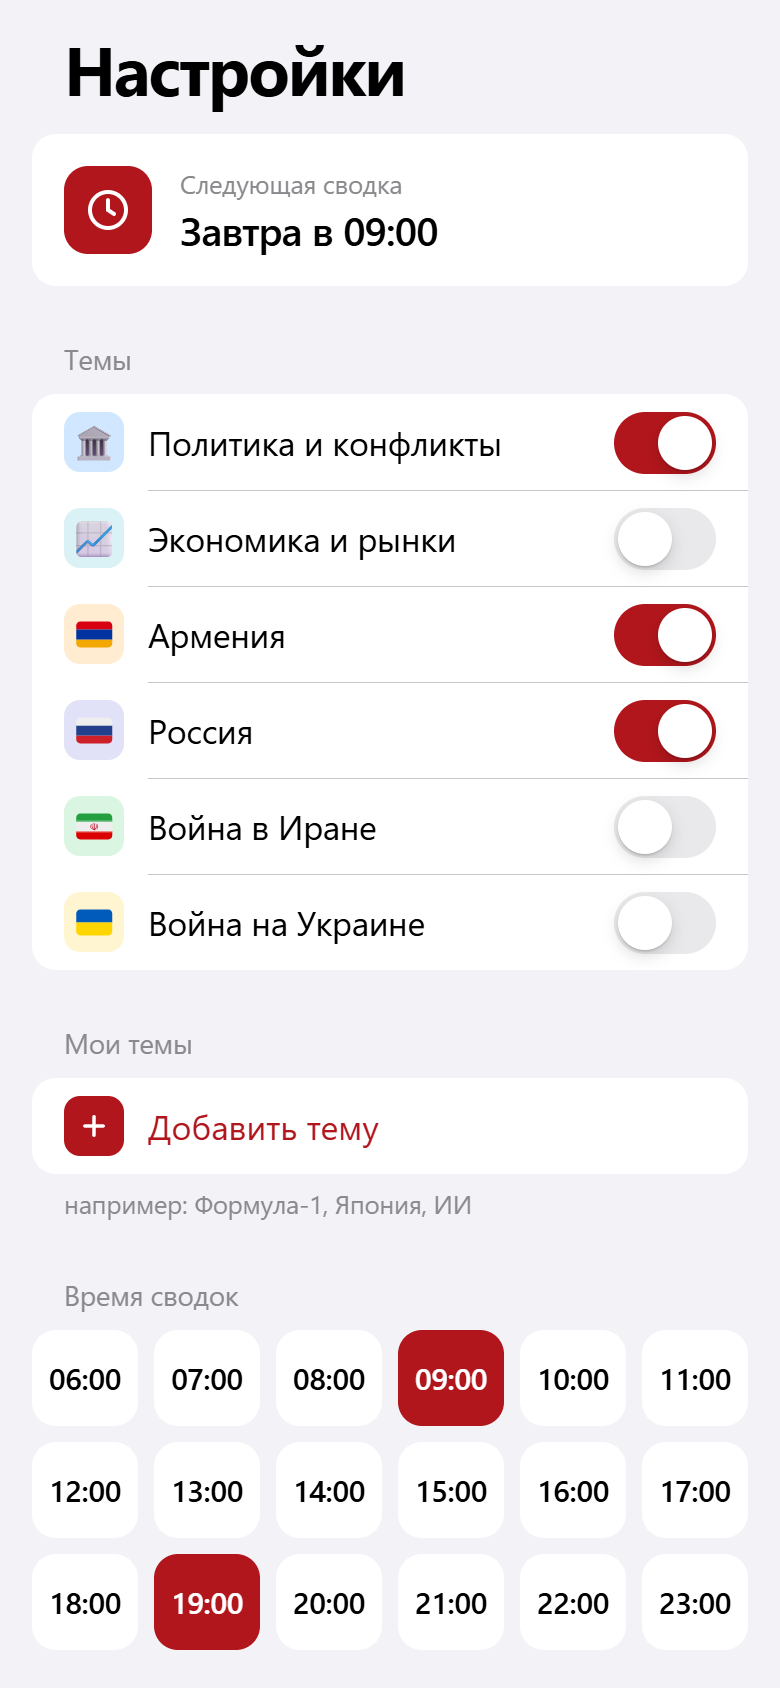 Настройки
Следующая сводка
Завтра в 09:00
Темы
Политика и конфликты
Экономика и рынки
Армения
Россия
Война в Иране
Война на Украине
Мои темы
Добавить тему
например: Формула-1, Япония, ИИ
Время сводок
06:00 07:00 08:00 09:00 10:00 11:00
12:00 13:00 14:00 15:00 16:00 17:00
18:00 19:00 20:00 21:00 22:00 23:00